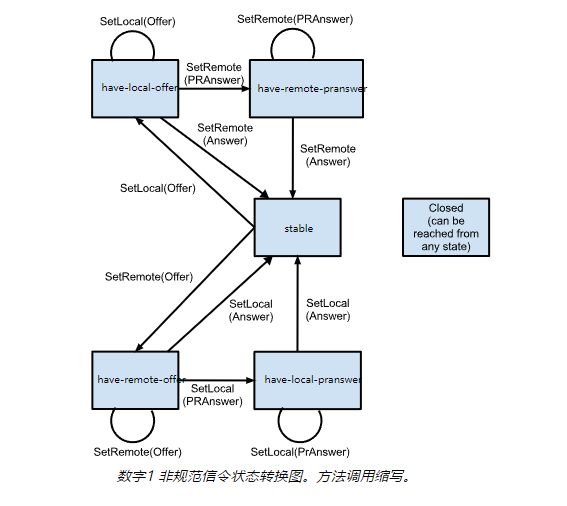 SetLocal(Offer)
SetRemote(PRAnswer)
have-local-offer
SetRemote
(PRAnswer)
have-remote-pranswer
SetRemote
(Answer)
SetRemote
(Answer)
SetLocal(Offer)
stable
Closed
(can be
reached from
any state)
SetRemote(Offer)
SetLocal
(Answer)
SetLocal
(Answer)
have-remote-offer
SetLocal
(PRAnswer)
have-local-pranswer
SetRemote(Offer)
SetLocal(PrAnswer)
数字1 非规范信令状态转换图。方法调用缩写。